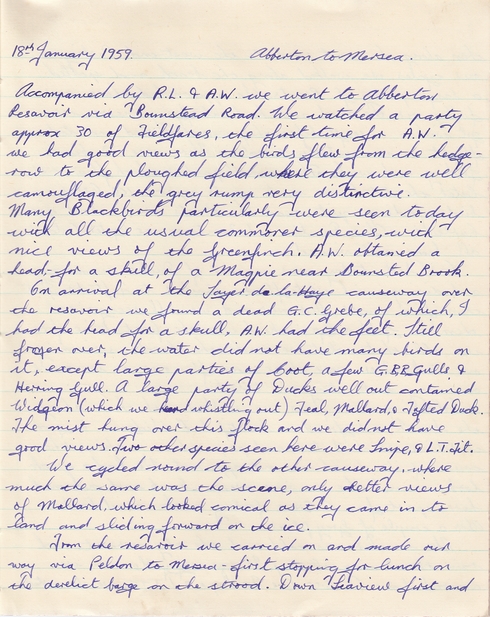 18th January 1959. Abberton to Mersea.
Accompanied by R.L. & A.W. we went to Abberton
Resavoir via Bounstead Road. We watched a party
approx 30 of Fieldfares, the first time for A.W.
we had good views as the birds flew from the hedge-
row to the ploughed field where they were well
camouflaged, the grey rump very distinctive.
Many Blackbirds particularly were seen today
with all the usual commoner species, with
nice views of the Greenfinch. A.W. obtained a
head-for a skull, of a Magpie near Bounsted Brook.
On arrival at the Layer de-la-Haye causeway over
the resavoir we found a dead G.C. Grebe, of which, I
had the head for a skull, A.W. had the feet. Still
frozen over, the water did not have many birds on
it, except large parties of Coot, a few G.B.B. Gulls &
Herring Gull. A large party of Ducks well out contained
Widgeon (which we heard whistling out) Teal, Mallard, & Tofted Duck.
The mist hung over this flock and we did not have
good views. Two other species seen here were Snipe, & L.T. Tit.
We cycled round to the other causeway, where
much the same was the scene, only better views
of Mallard, which looked comical as they came in to
land and sliding forward on the ice.
From the resavoir we carried on and made our
way via Peldon to Mersea - first stopping for lunch on
the derelict barge on the strood. Down Seaview first and